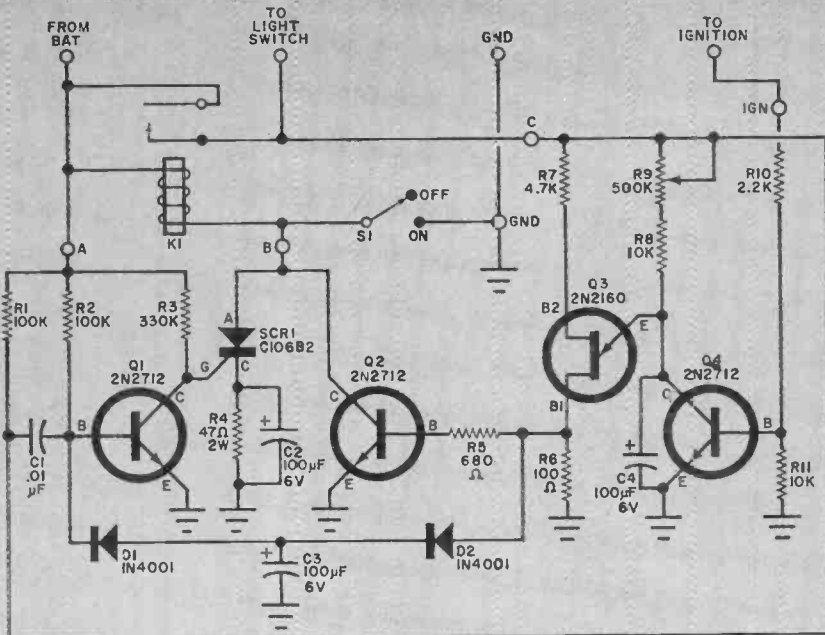 FROM
BAT
TO
LIGHT
SWITCH
GND
TO
IGNITION
IGN
C
R7
4.7K
R9
500K
R10
2.2K
OFF
S1
ON
GND
K1
A
B
R8
10K
R1
100K
R2
100K
R3
330K
Q3
2N2160
B2
E
B1
A
SCR1
C106B2
G
C
Q1
2N2712
C
B
E
Q2
2N2712
C
B
E
Q4
2N2712
C
B
E
R4
47Ω
2W
C2
100µF
6V
R5
680
Ω
R6
100
Ω
C4
100µF
6V
R11
10K
C1
.01
µF
D1
1N4001
C3
100µF
6V
D2
1N4001
+
+
+